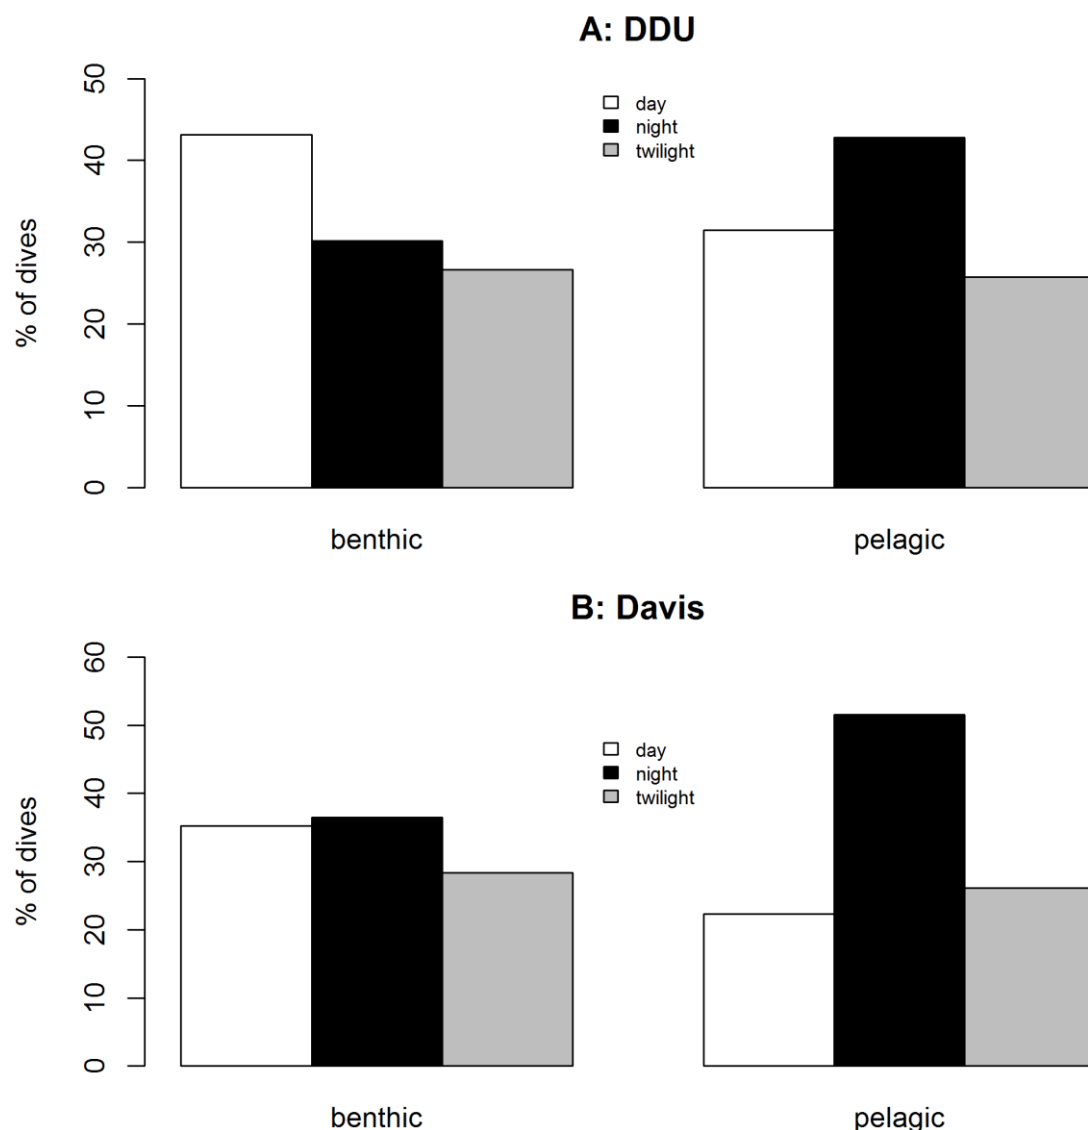 A: DDU
50
40
30
20
10
0
% of dives
day
night
twilight
benthic
pelagic
B: Davis
60
50
40
30
20
10
0
% of dives
day
night
twilight
benthic
pelagic